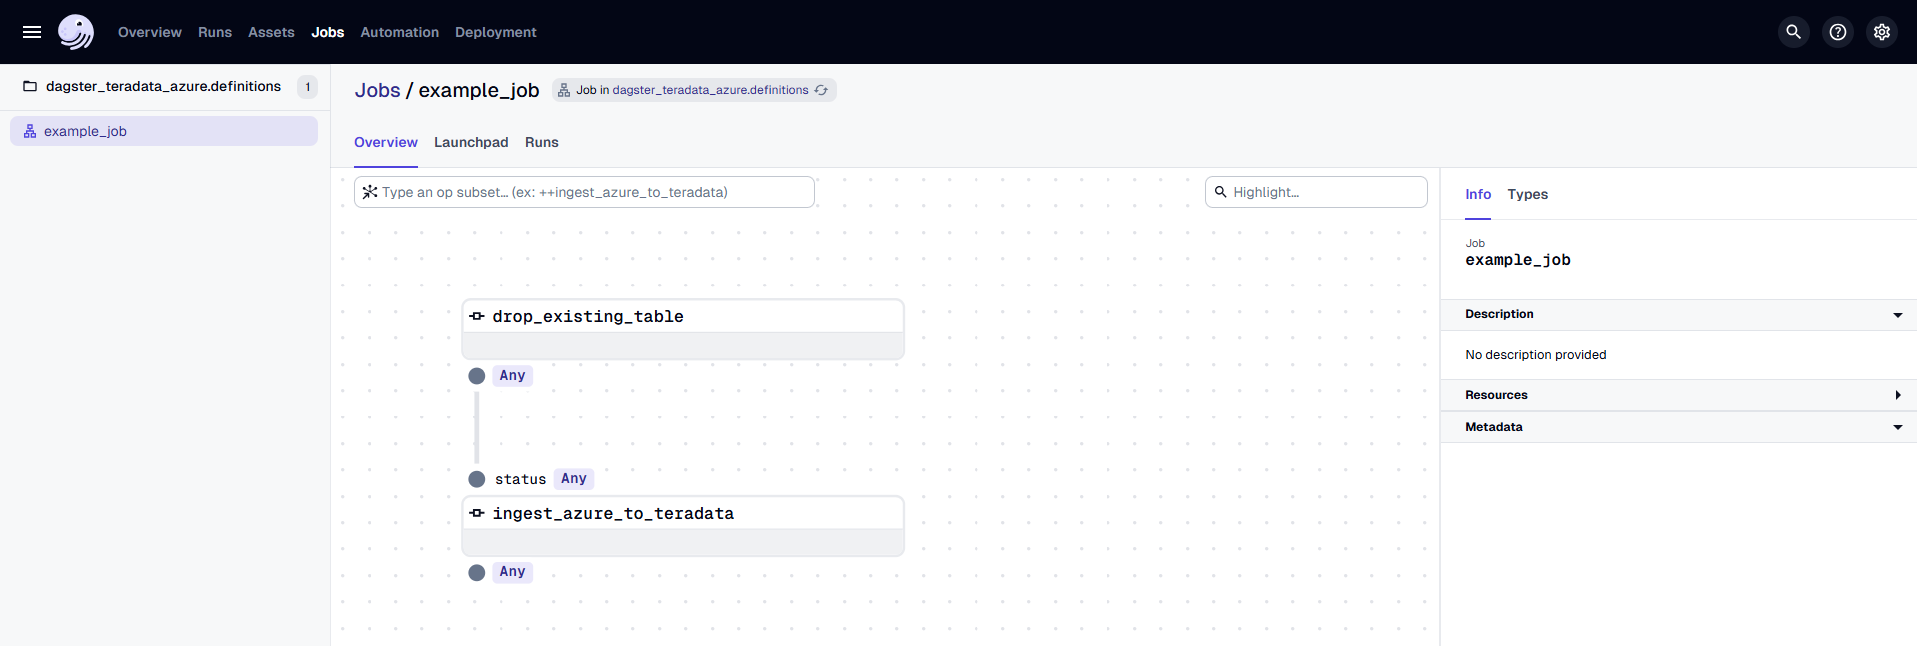 Overview Runs Assets Jobs Automation Deployment
dagster_teradata_azure.definitions 1
example_job
Jobs / example_job Job in dagster_teradata_azure.definitions
Overview Launchpad Runs
Type an op subset… (ex: ++ingest_azure_to_teradata)
Highlight…
drop_existing_table
Any
status Any
ingest_azure_to_teradata
Any
Info Types
Job
example_job
Description
No description provided
Resources
Metadata